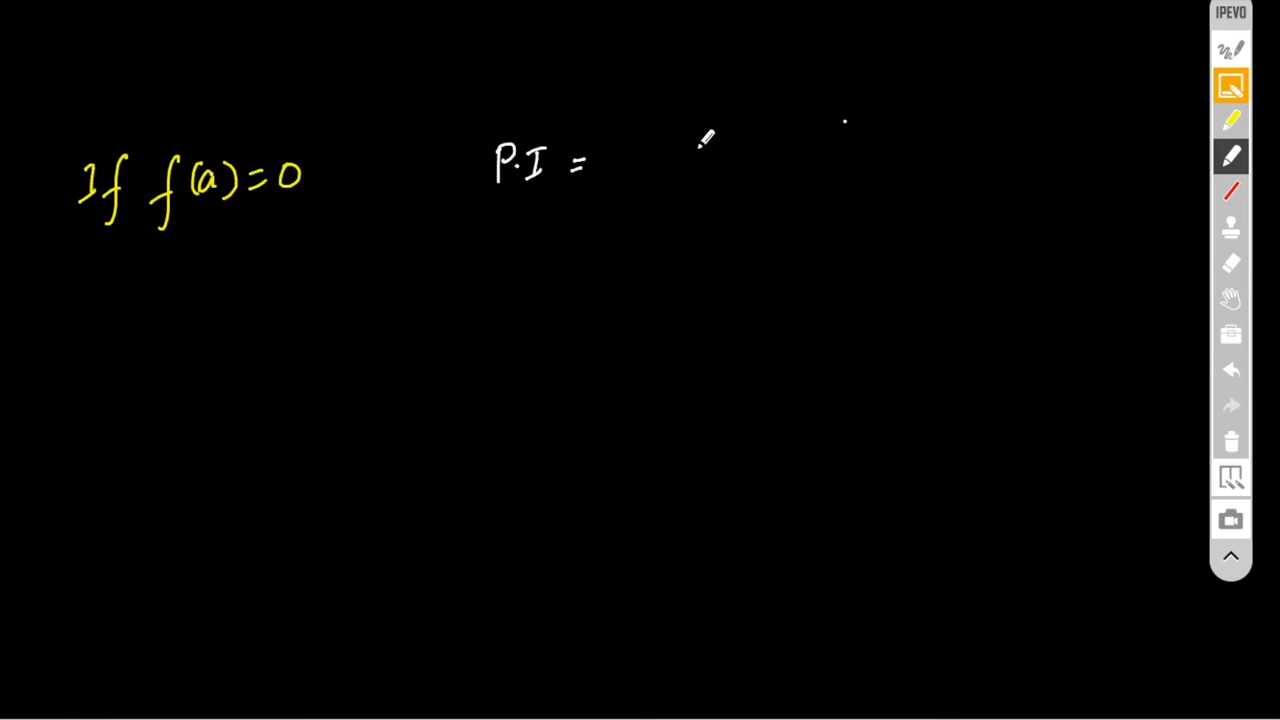 If f(a)=0
P.I =
IPEVO